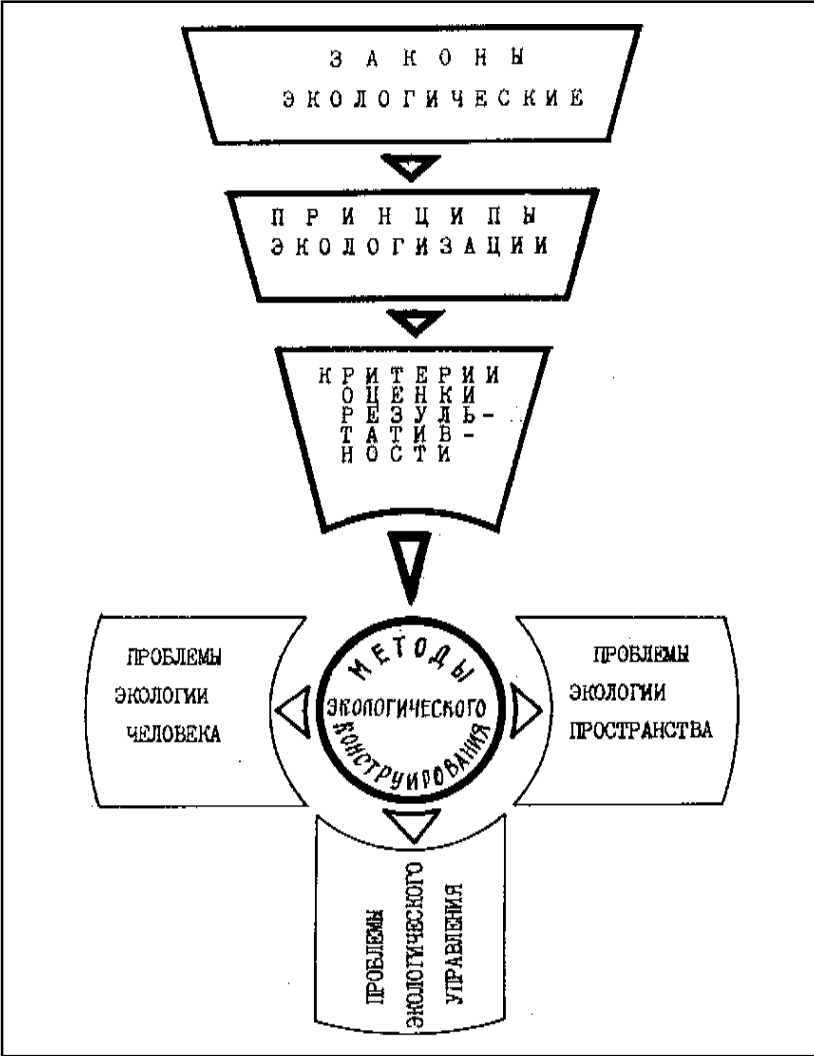 ЗАКОНЫ
ЭКОЛОГИЧЕСКИЕ
ПРИНЦИПЫ
ЭКОЛОГИЗАЦИИ
КРИТЕРИИ
ОЦЕНКИ
РЕЗУЛЬ-
ТАТИВ-
НОСТИ
МЕТОДЫ
ЭКОЛОГИЧЕСКОГО
КОНСТРУИРОВАНИЯ
ПРОБЛЕМЫ
ЭКОЛОГИИ
ЧЕЛОВЕКА
ПРОБЛЕМЫ
ЭКОЛОГИИ
ПРОСТРАНСТВА
ПРОБЛЕМЫ
ЭКОЛОГИЧЕСКОГО
УПРАВЛЕНИЯ